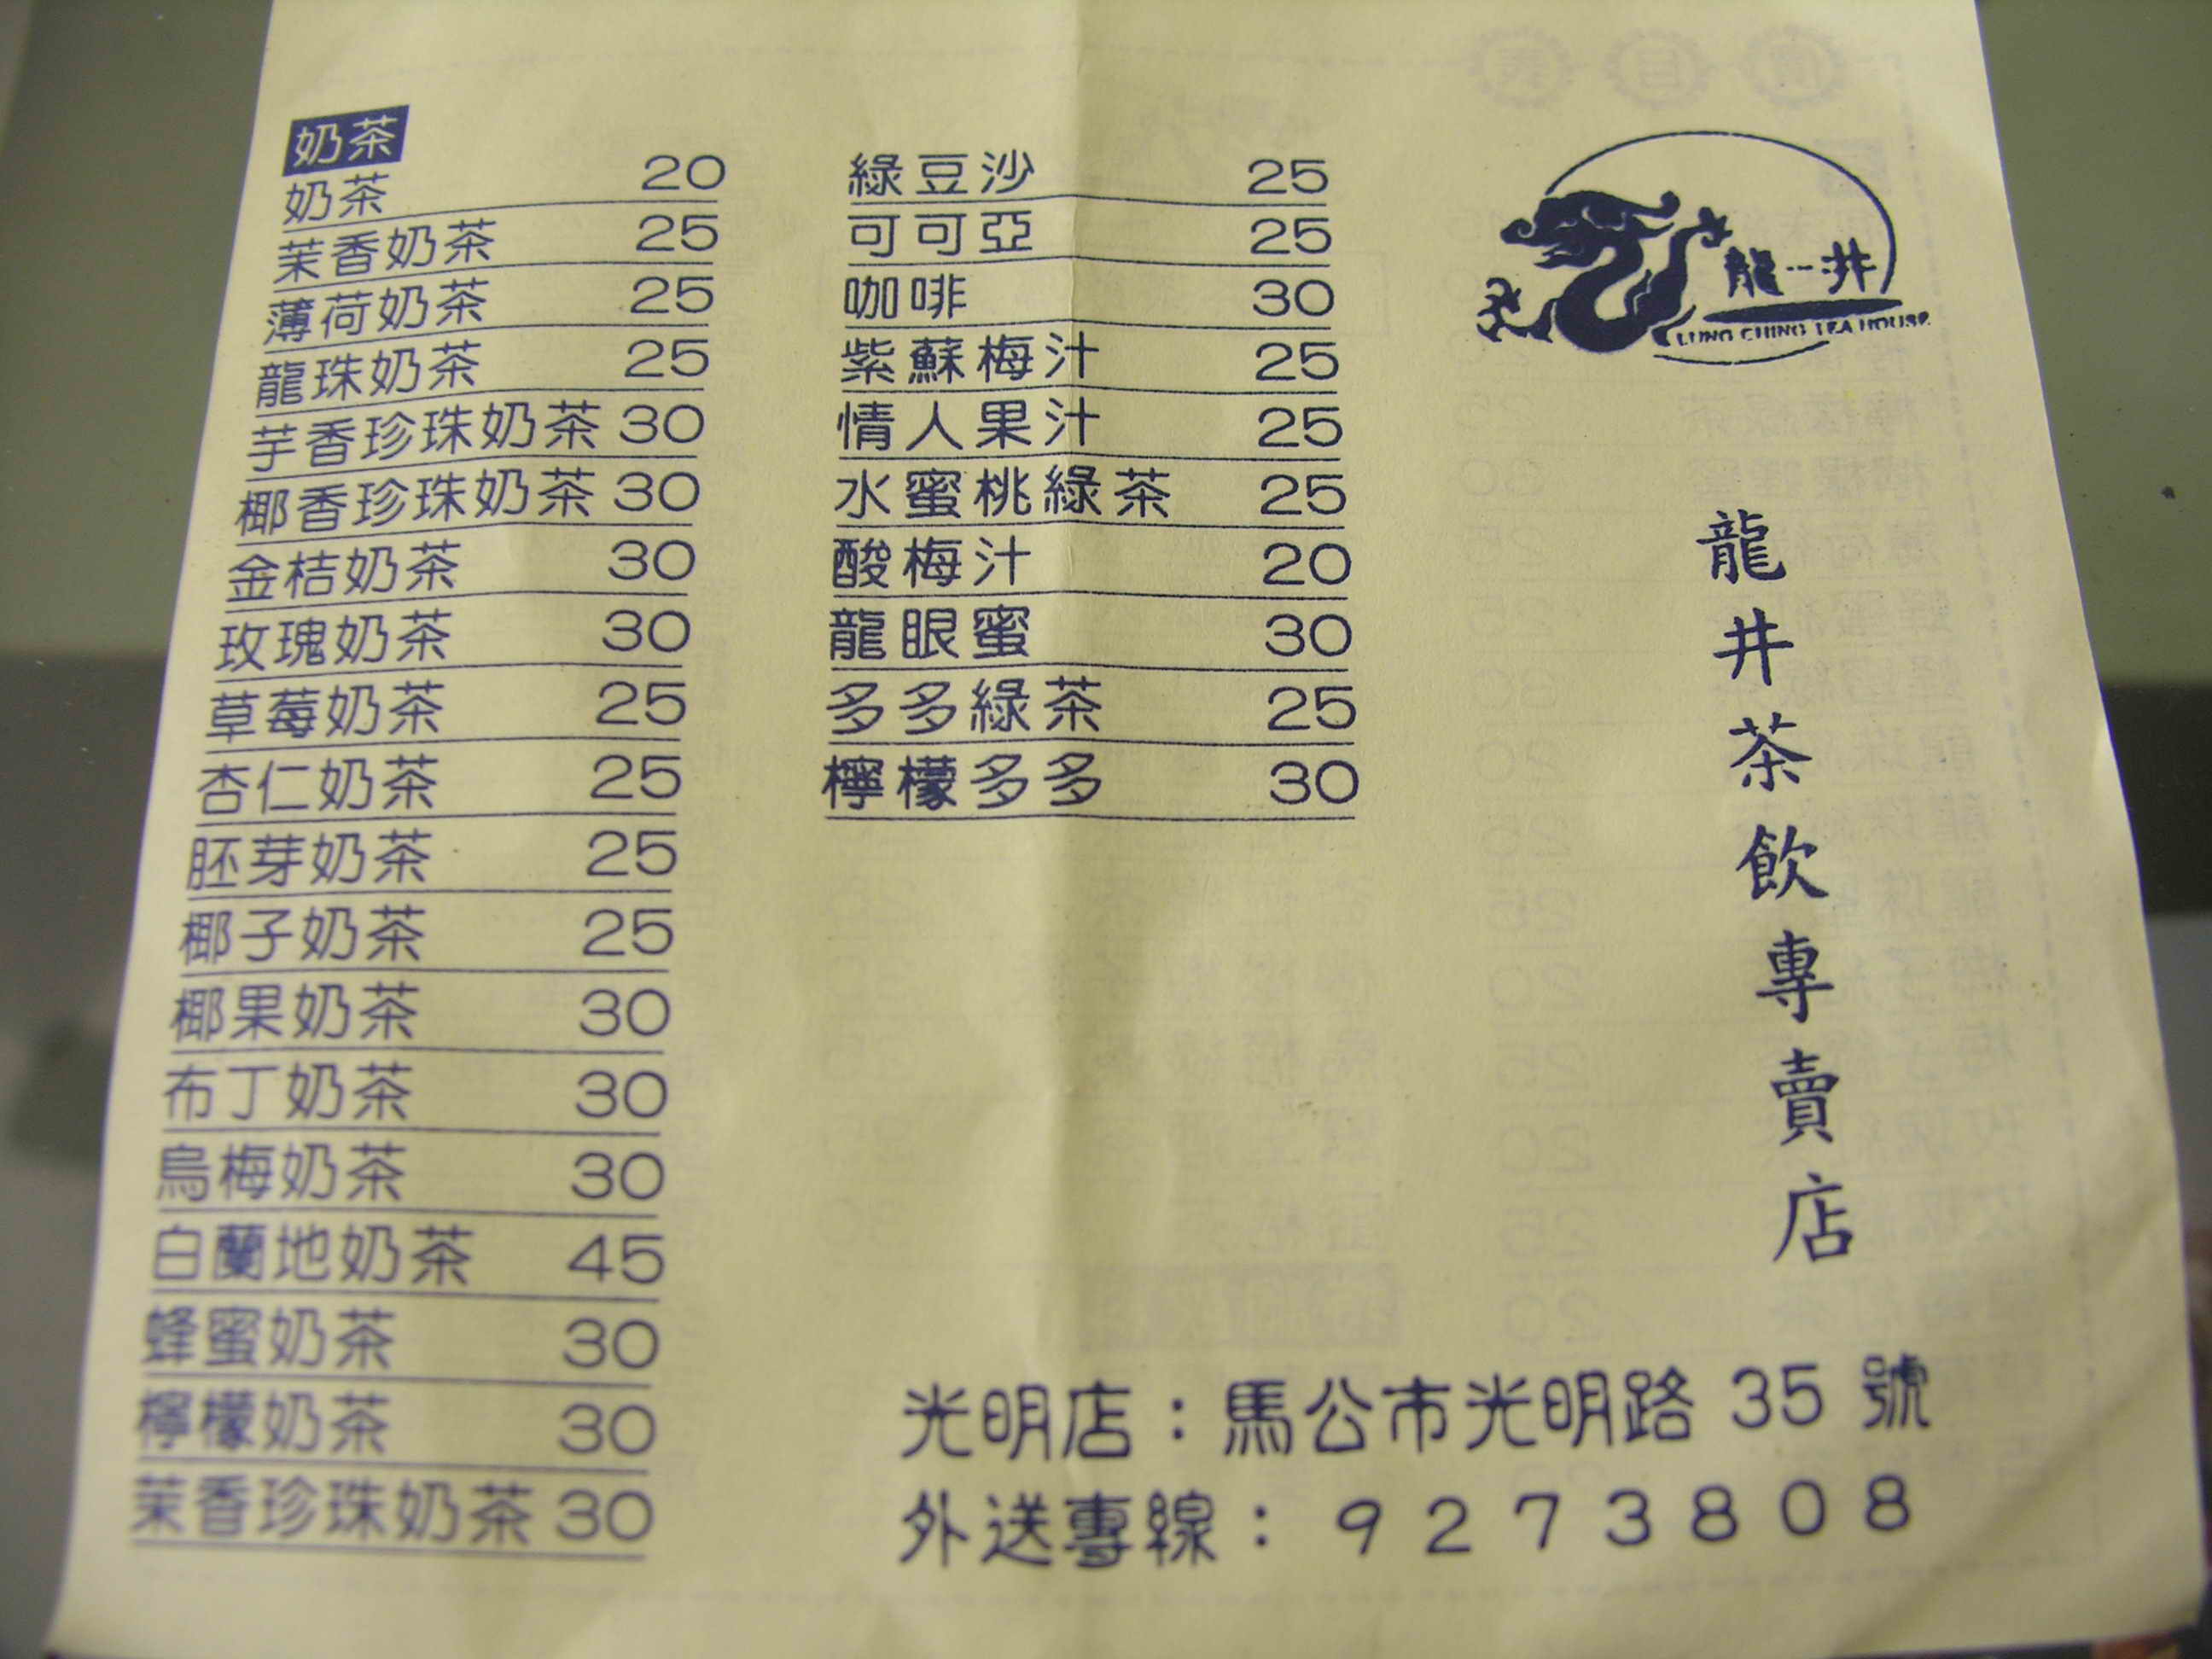 奶茶
奶茶 20
茉香奶茶 25
薄荷奶茶 25
龍珠奶茶 25
芋香珍珠奶茶 30
椰香珍珠奶茶 30
金桔奶茶 30
玫瑰奶茶 30
草莓奶茶 25
杏仁奶茶 25
胚芽奶茶 25
椰子奶茶 25
椰果奶茶 30
布丁奶茶 30
烏梅奶茶 30
白蘭地奶茶 45
蜂蜜奶茶 30
檸檬奶茶 30
茉香珍珠奶茶 30
綠豆沙 25
可可亞 25
咖啡 30
紫蘇梅汁 25
情人果汁 25
水蜜桃綠茶 25
酸梅汁 20
龍眼蜜 30
多多綠茶 25
檸檬多多 30
龍一井
LUNG CHING TEA HOUSE
龍井茶飲專賣店
光明店：馬公市光明路 35 號
外送專線：9273808